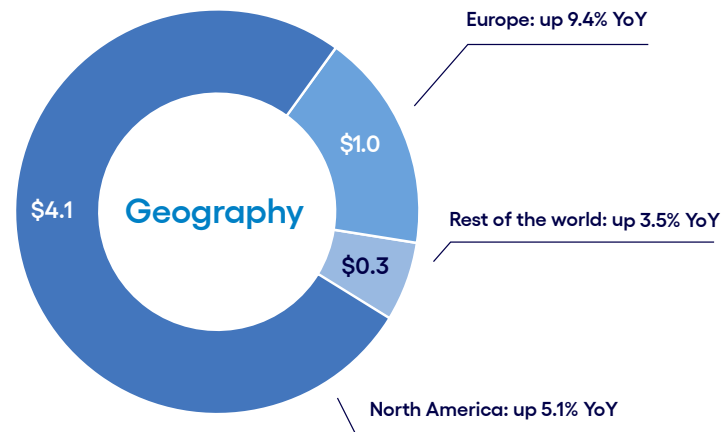 Europe: up 9.4% YoY
$1.0
$4.1
Geography
Rest of the world: up 3.5% YoY
$0.3
North America: up 5.1% YoY